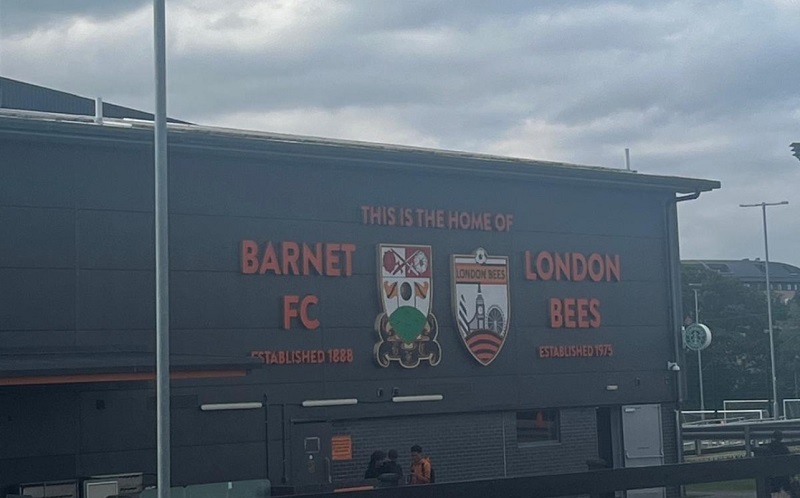 THIS IS THE HOME OF
BARNET
FC
ESTABLISHED 1888
LONDON BEES
LONDON
BEES
ESTABLISHED 1975